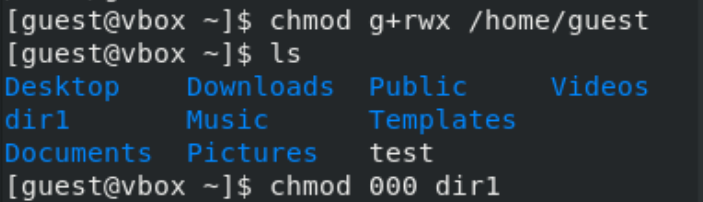 [guest@vbox ~]$ chmod g+rwx /home/guest
[guest@vbox ~]$ ls
Desktop    Downloads  Public     Videos
dir1       Music      Templates
Documents  Pictures   test
[guest@vbox ~]$ chmod 000 dir1